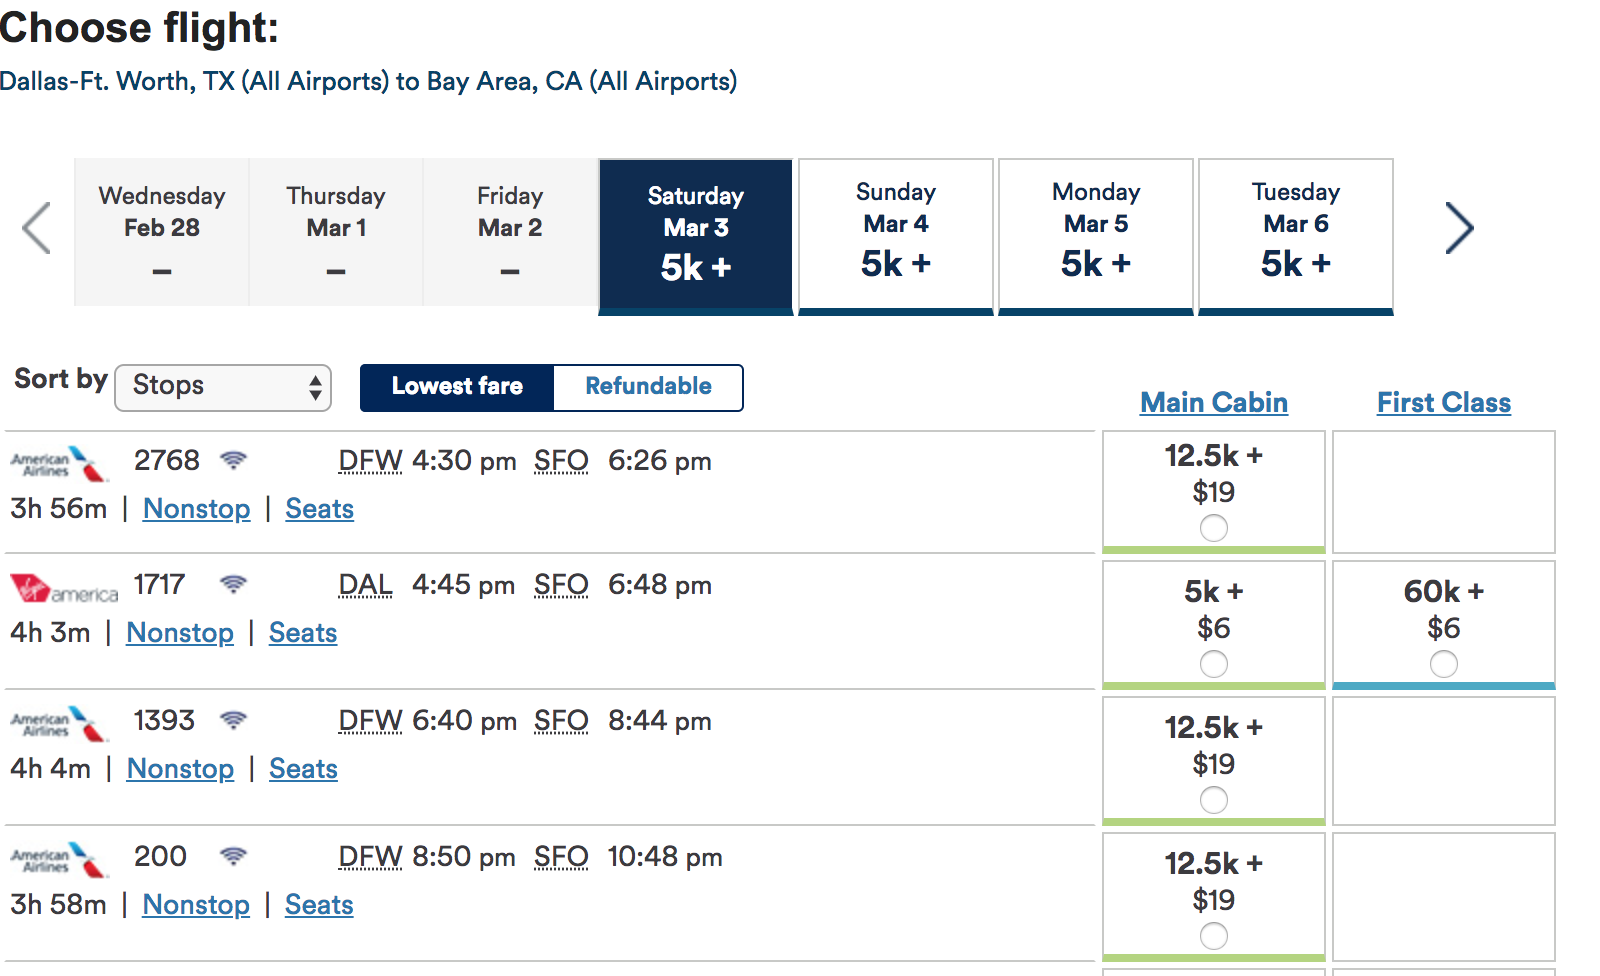 Choose flight:
Dallas-Ft. Worth, TX (All Airports) to Bay Area, CA (All Airports)
Wednesday Thursday Friday Saturday Sunday Monday Tuesday
Feb 28 Mar 1 Mar 2 Mar 3 Mar 4 Mar 5 Mar 6
– – – 5k + 5k + 5k + 5k +
Sort by Stops Lowest fare Refundable
Main Cabin First Class
American Airlines 2768 DFW 4:30 pm SFO 6:26 pm
3h 56m | Nonstop | Seats
12.5k +
$19
Virgin america 1717 DAL 4:45 pm SFO 6:48 pm
4h 3m | Nonstop | Seats
5k + 60k +
$6 $6
American Airlines 1393 DFW 6:40 pm SFO 8:44 pm
4h 4m | Nonstop | Seats
12.5k +
$19
American Airlines 200 DFW 8:50 pm SFO 10:48 pm
3h 58m | Nonstop | Seats
12.5k +
$19